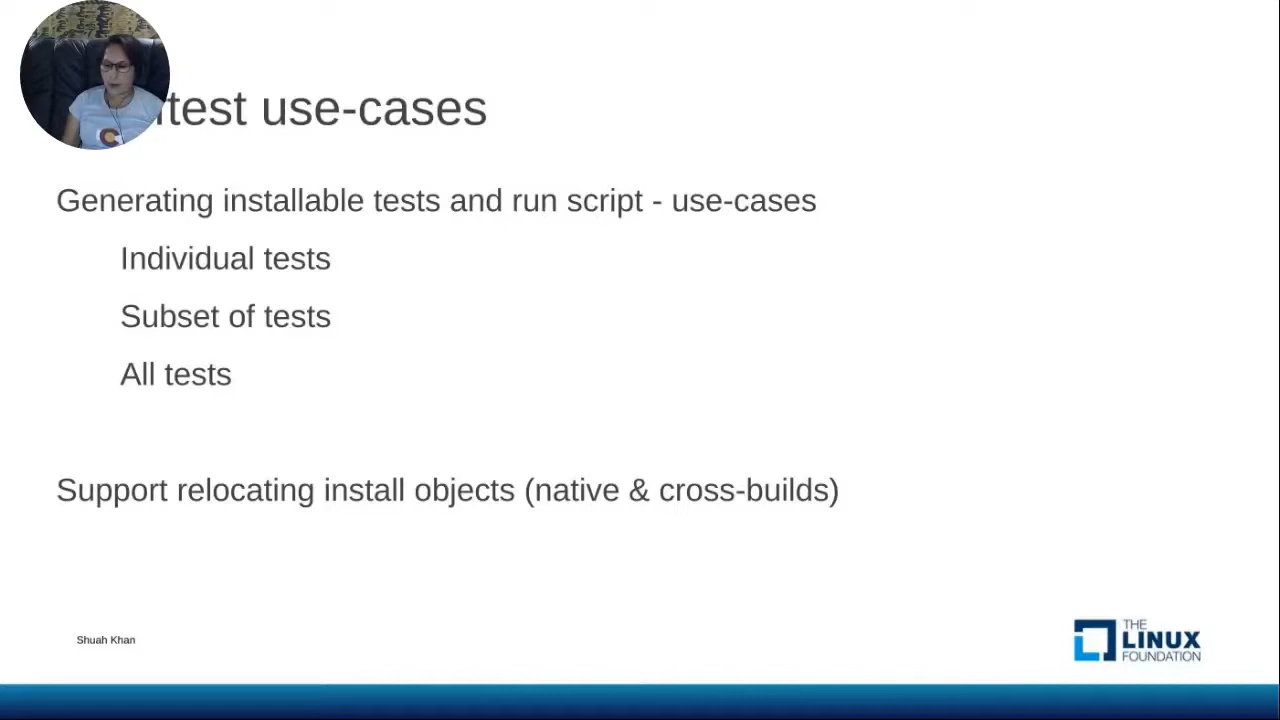 test use-cases
Generating installable tests and run script - use-cases
Individual tests
Subset of tests
All tests
Support relocating install objects (native & cross-builds)
Shuah Khan
THE
LINUX
FOUNDATION